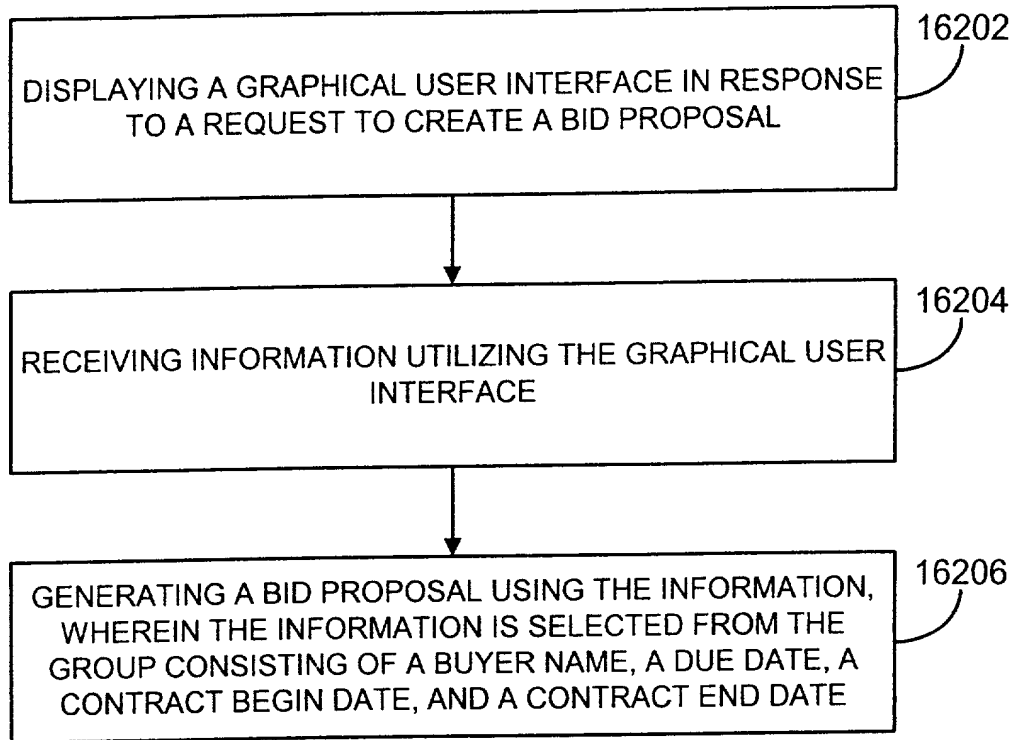 16202
DISPLAYING A GRAPHICAL USER INTERFACE IN RESPONSE
TO A REQUEST TO CREATE A BID PROPOSAL
16204
RECEIVING INFORMATION UTILIZING THE GRAPHICAL USER
INTERFACE
16206
GENERATING A BID PROPOSAL USING THE INFORMATION,
WHEREIN THE INFORMATION IS SELECTED FROM THE
GROUP CONSISTING OF A BUYER NAME, A DUE DATE, A
CONTRACT BEGIN DATE, AND A CONTRACT END DATE